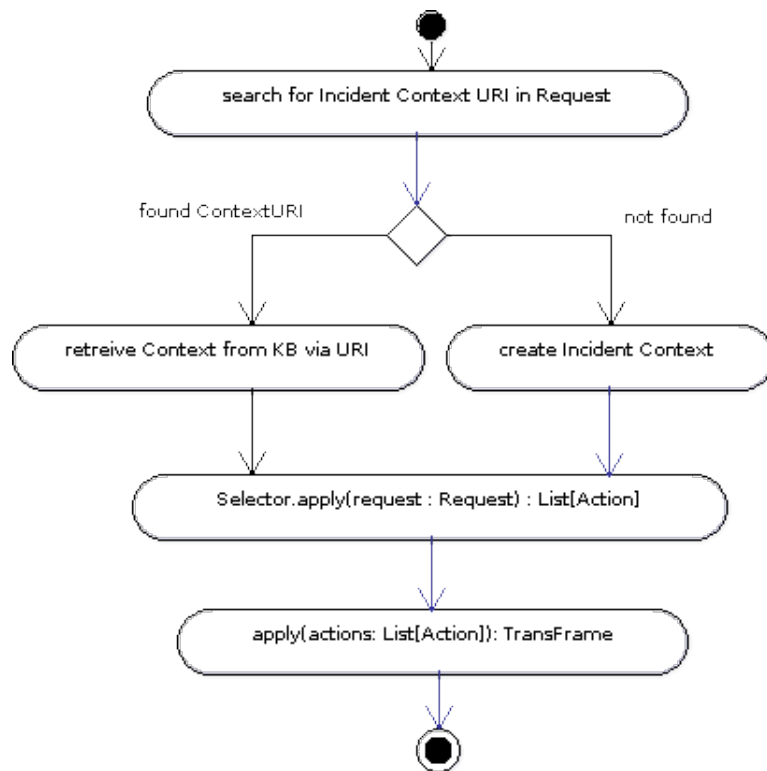 search for Incident Context URI in Request
found ContextURI
not found
retreive Context from KB via URI
create Incident Context
Selector.apply(request : Request) : List[Action]
apply(actions: List[Action]): TransFrame